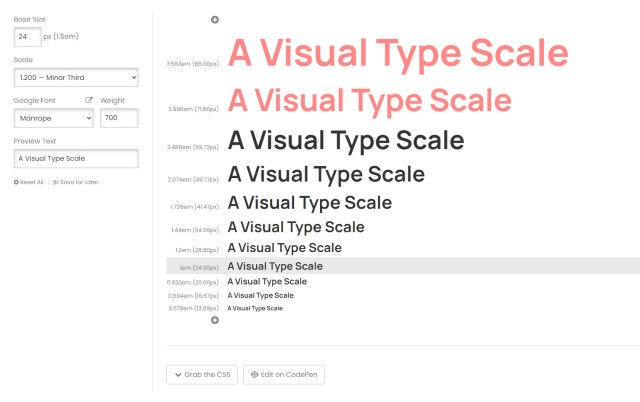 Base Size
24 px (1.5em)
Scale
1.200 — Minor Third
Google Font Weight
Manrope 700
Preview Text
A Visual Type Scale
Reset All Save for Later
3.583em (86.00px) A Visual Type Scale
2.986em (71.66px) A Visual Type Scale
2.488em (59.72px) A Visual Type Scale
2.074em (49.77px) A Visual Type Scale
1.728em (41.47px) A Visual Type Scale
1.44em (34.56px) A Visual Type Scale
1.2em (28.80px) A Visual Type Scale
1em (24.00px) A Visual Type Scale
0.833em (20.00px) A Visual Type Scale
0.694em (16.67px) A Visual Type Scale
0.579em (13.89px) A Visual Type Scale
Grab the CSS Edit on CodePen